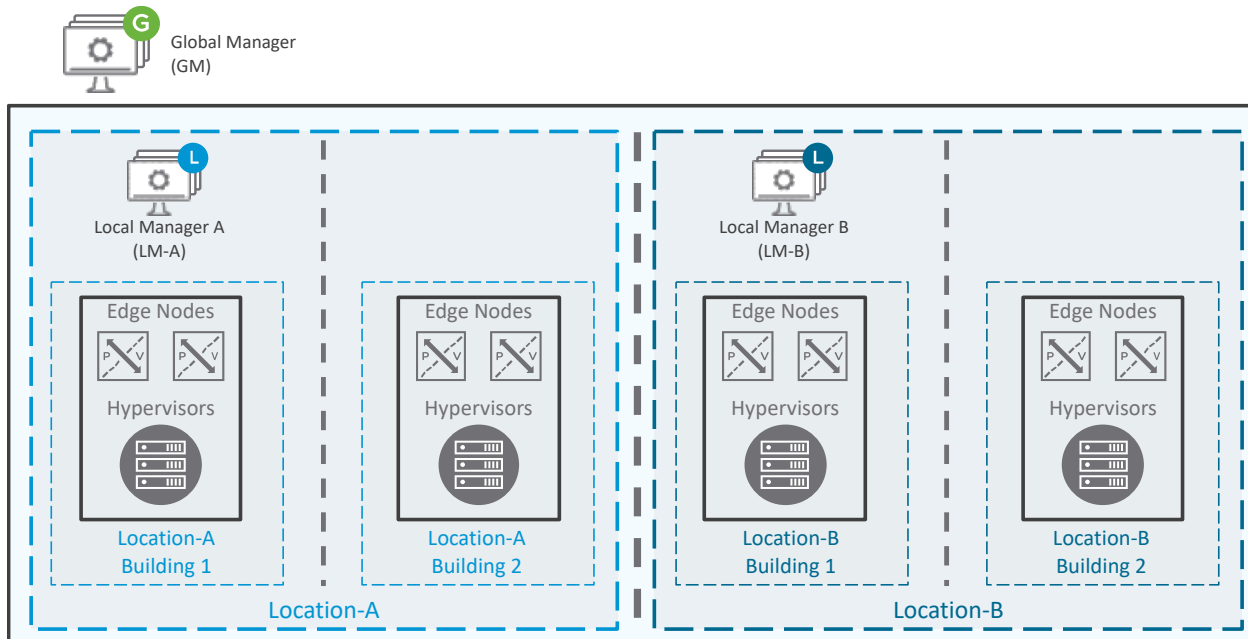 G
Global Manager
(GM)
L
Local Manager A
(LM-A)
L
Local Manager B
(LM-B)
Edge Nodes
P V
P V
Hypervisors
Location-A
Building 1
Edge Nodes
P V
P V
Hypervisors
Location-A
Building 2
Location-A
Edge Nodes
P V
P V
Hypervisors
Location-B
Building 1
Edge Nodes
P V
P V
Hypervisors
Location-B
Building 2
Location-B